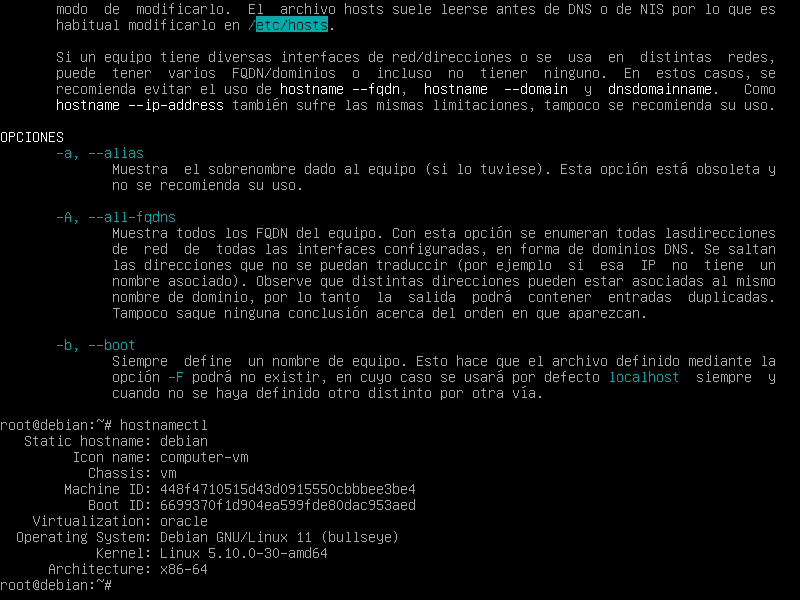 modo de modificarlo. El archivo hosts suele leerse antes de DNS o de NIS por lo que es
habitual modificarlo en /etc/hosts.
Si un equipo tiene diversas interfaces de red/direcciones o se usa en distintas redes,
puede tener varios FQDN/dominios o incluso no tiener ninguno. En estos casos, se
recomienda evitar el uso de hostname --fqdn, hostname --domain y dnsdomainname. Como
hostname --ip-address también sufre las mismas limitaciones, tampoco se recomienda su uso.
OPCIONES
-a, --alias
Muestra el sobrenombre dado al equipo (si lo tuviese). Esta opción está obsoleta y
no se recomienda su uso.
-A, --all-fqdns
Muestra todos los FQDN del equipo. Con esta opción se enumeran todas lasdirecciones
de red de todas las interfaces configuradas, en forma de dominios DNS. Se saltan
las direcciones que no se puedan traduccir (por ejemplo si esa IP no tiene un
nombre asociado). Observe que distintas direcciones pueden estar asociadas al mismo
nombre de dominio, por lo tanto la salida podrá contener entradas duplicadas.
Tampoco saque ninguna conclusión acerca del orden en que aparezcan.
-b, --boot
Siempre define un nombre de equipo. Esto hace que el archivo definido mediante la
opción -F podrá no existir, en cuyo caso se usará por defecto localhost siempre y
cuando no se haya definido otro distinto por otra vía.
root@debian:~# hostnamectl
Static hostname: debian
Icon name: computer-vm
Chassis: vm
Machine ID: 448f4710515d43d0915550cbbbee3be4
Boot ID: 6699370f1d904ea599fde80dac953aed
Virtualization: oracle
Operating System: Debian GNU/Linux 11 (bullseye)
Kernel: Linux 5.10.0-30-amd64
Architecture: x86-64
root@debian:~#